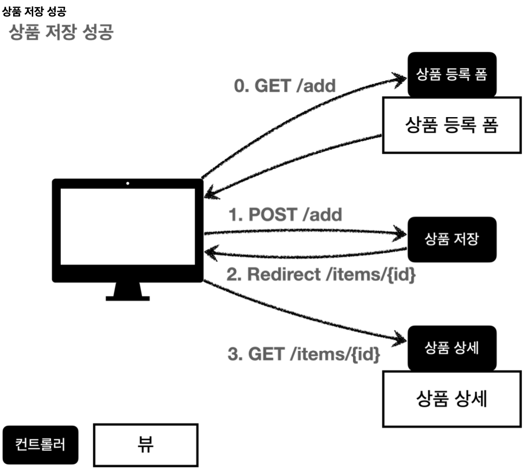 상품 저장 성공
상품 저장 성공
상품 등록 폼
0. GET /add
상품 등록 폼
1. POST /add
상품 저장
2. Redirect /items/{id}
상품 상세
3. GET /items/{id}
상품 상세
컨트롤러
뷰